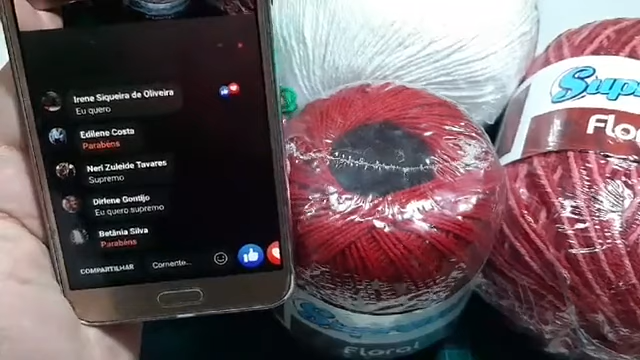 Irene Siqueira de Oliveira
Eu quero
Edilene Costa
Parabéns
Neri Zuleide Tavares
Supremo
Dirlene Gontijo
Eu quero supremo
Betânia Silva
Parabéns
COMPARTILHAR
Comente...
Floral